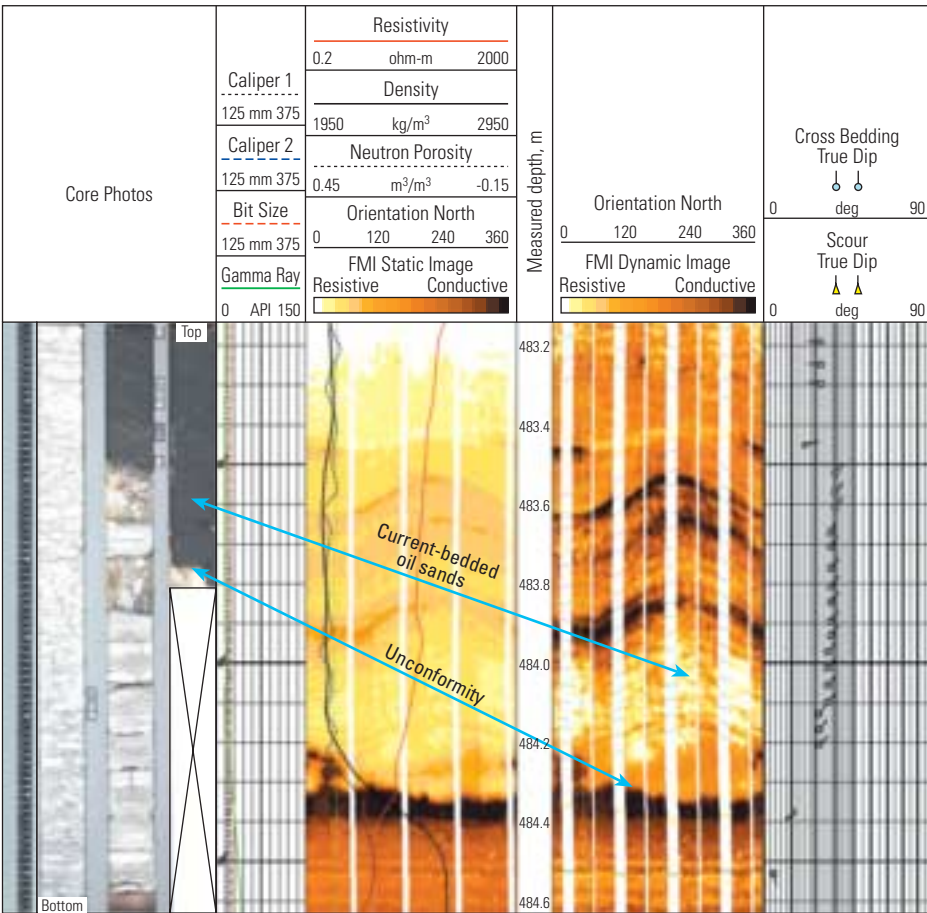 Core Photos
Caliper 1
125 mm 375
Caliper 2
125 mm 375
Bit Size
125 mm 375
Gamma Ray
0 API 150
Resistivity
0.2 ohm-m 2000
Density
1950 kg/m³ 2950
Neutron Porosity
0.45 m³/m³ -0.15
Orientation North
0 120 240 360
FMI Static Image
Resistive Conductive
Measured depth, m
Orientation North
0 120 240 360
FMI Dynamic Image
Resistive Conductive
Cross Bedding
True Dip
0 deg 90
Scour
True Dip
0 deg 90
Top
483.2
483.4
483.6
483.8
484.0
484.2
484.4
484.6
Current-bedded
oil sands
Unconformity
Bottom